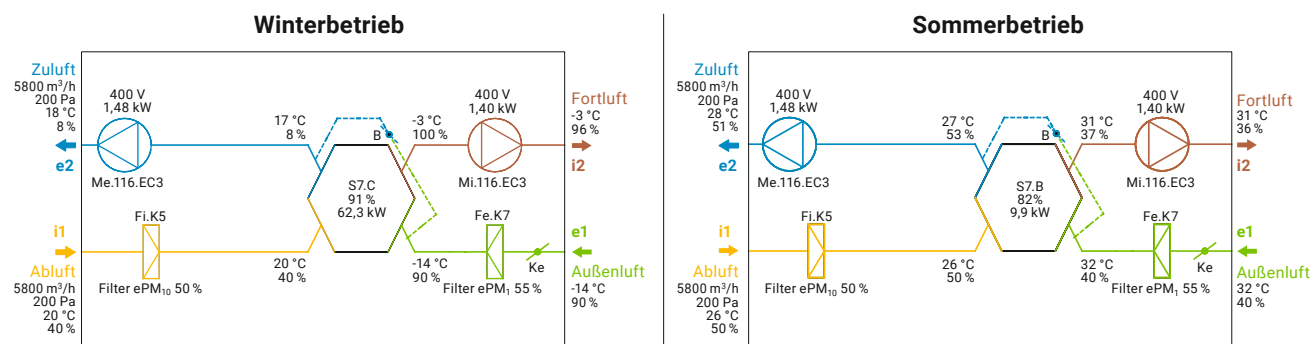 Winterbetrieb
Zuluft
5800 m³/h
200 Pa
18 °C
8 %
e2
400 V
1,48 kW
Me.116.EC3
17 °C
8 %
B
-3 °C
100 %
400 V
1,40 kW
Mi.116.EC3
Fortluft
-3 °C
96 %
i2
S7.C
91 %
62,3 kW
i1
Abluft
5800 m³/h
200 Pa
20 °C
40 %
Fi.K5
Filter ePM₁₀ 50 %
20 °C
40 %
-14 °C
90 %
Fe.K7
Filter ePM₁ 55 %
Ke
e1
Außenluft
-14 °C
90 %
Sommerbetrieb
Zuluft
5800 m³/h
200 Pa
28 °C
51 %
e2
400 V
1,48 kW
Me.116.EC3
27 °C
53 %
B
31 °C
37 %
400 V
1,40 kW
Mi.116.EC3
Fortluft
31 °C
36 %
i2
S7.B
82%
9,9 kW
i1
Abluft
5800 m³/h
200 Pa
26 °C
50 %
Fi.K5
Filter ePM₁₀ 50 %
26 °C
50 %
32 °C
40 %
Fe.K7
Filter ePM₁ 55 %
Ke
e1
Außenluft
32 °C
40 %